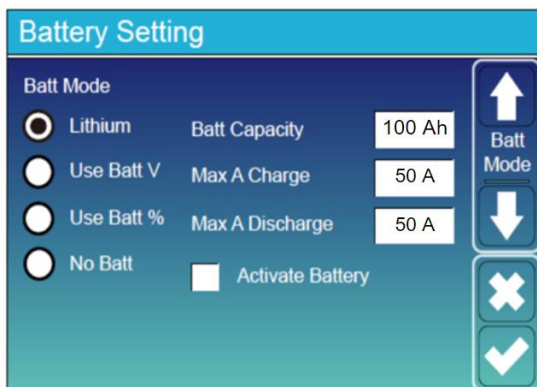 Battery Setting
Batt Mode
Lithium
Use Batt V
Use Batt %
No Batt
Batt Capacity 100 Ah
Max A Charge 50 A
Max A Discharge 50 A
Activate Battery
Batt
Mode